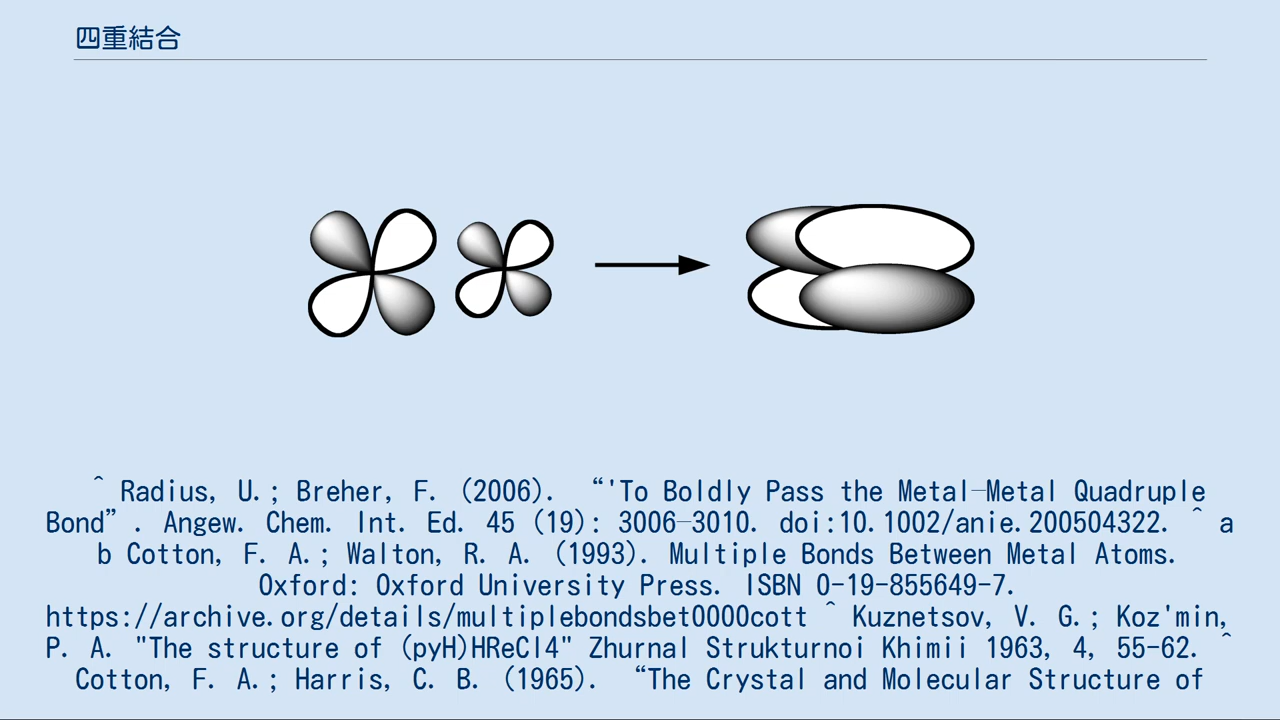 四重結合
^ Radius, U.; Breher, F. (2006). “'To Boldly Pass the Metal–Metal Quadruple
Bond”. Angew. Chem. Int. Ed. 45 (19): 3006–3010. doi:10.1002/anie.200504322. ^ a
b Cotton, F. A.; Walton, R. A. (1993). Multiple Bonds Between Metal Atoms.
Oxford: Oxford University Press. ISBN 0-19-855649-7.
https://archive.org/details/multiplebondsbet0000cott ^ Kuznetsov, V. G.; Koz'min,
P. A. "The structure of (pyH)HReCl4" Zhurnal Strukturnoi Khimii 1963, 4, 55-62. ^
Cotton, F. A.; Harris, C. B. (1965). “The Crystal and Molecular Structure of